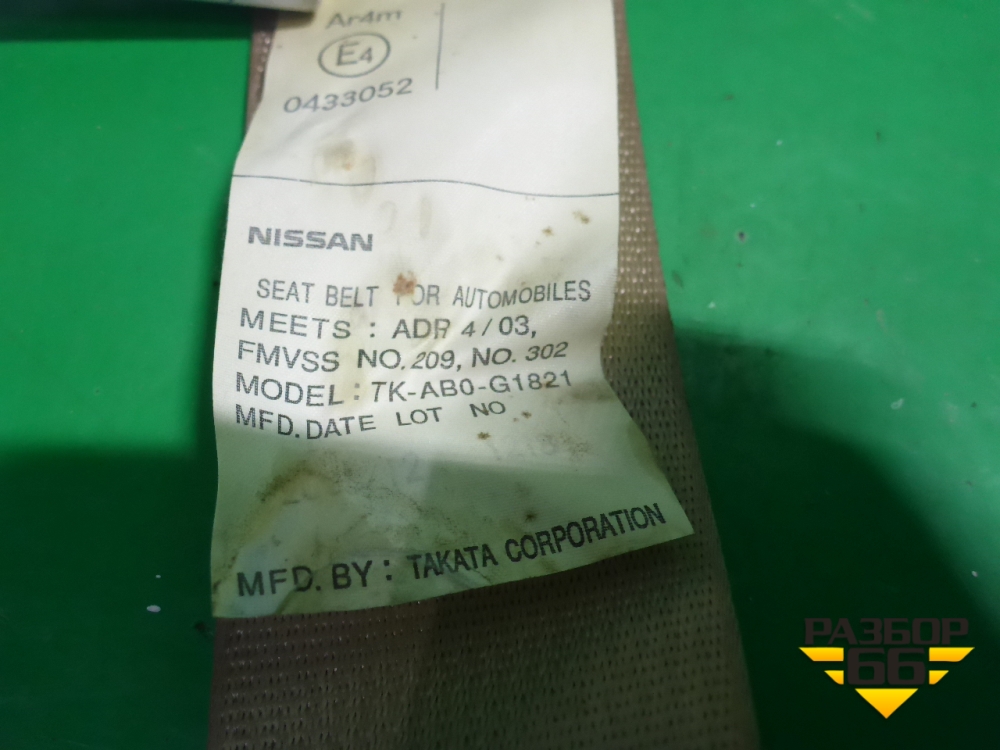 Ar4m
E4
0433052
NISSAN
SEAT BELT FOR AUTOMOBILES
MEETS : ADR 4/03,
FMVSS NO. 209, NO. 302
MODEL : TK-AB0-G1821
MFD. DATE LOT NO.
MFD. BY : TAKATA CORPORATION
РАЗБОР
66